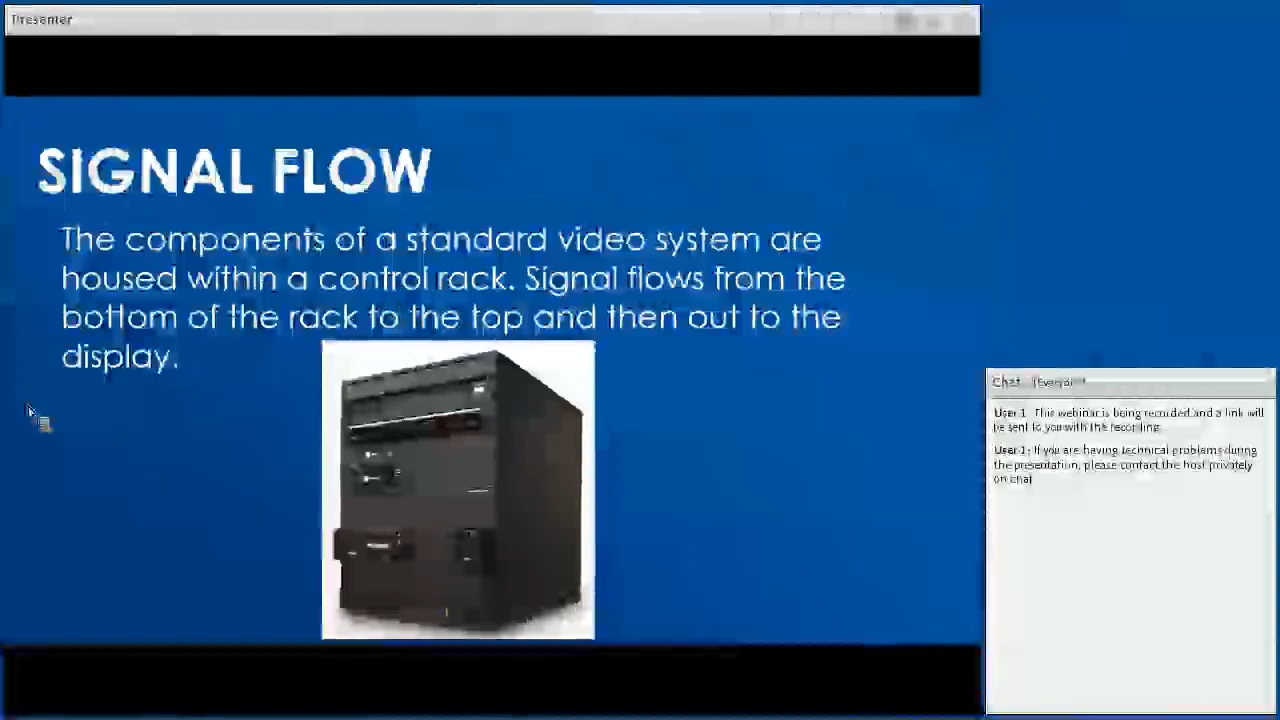 Presenter
SIGNAL FLOW
The components of a standard video system are
housed within a control rack. Signal flows from the
bottom of the rack to the top and then out to the
display.
Chat (Everyone)
User 1: This webinar is being recorded and a link will
be sent to you with the recording.
User 1: If you are having technical problems during
the presentation, please contact the host privately
on chat